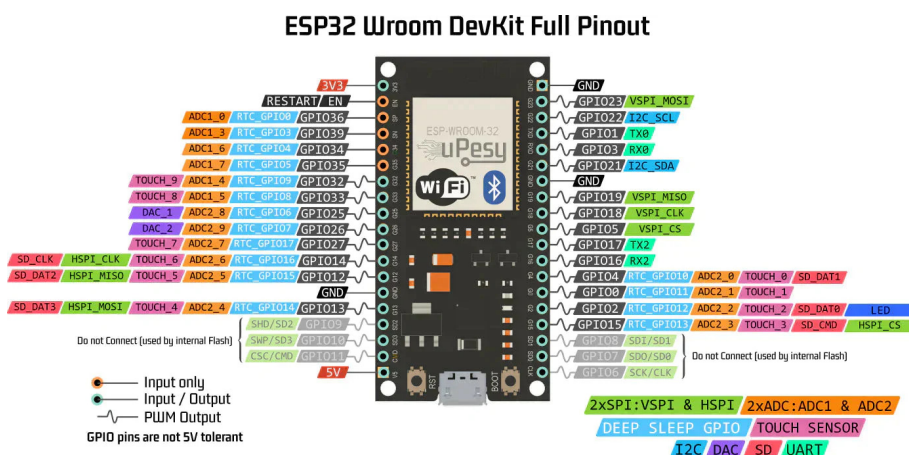 ESP32 Wroom DevKit Full Pinout
3V3
RESTART EN
ADC1_0 RTC_GPIO0 GPIO36
ADC1_3 RTC_GPIO3 GPIO39
ADC1_6 RTC_GPIO4 GPIO34
ADC1_7 RTC_GPIO5 GPIO35
TOUCH_9 ADC1_4 RTC_GPIO9 GPIO32
TOUCH_8 ADC1_5 RTC_GPIO8 GPIO33
DAC_1 ADC2_8 RTC_GPIO6 GPIO25
DAC_2 ADC2_9 RTC_GPIO7 GPIO26
TOUCH_7 ADC2_7 RTC_GPIO17 GPIO27
SD_CLK HSPI_CLK TOUCH_6 ADC2_6 RTC_GPIO16 GPIO14
SD_DAT2 HSPI_MISO TOUCH_5 ADC2_5 RTC_GPIO15 GPIO12
GND
SD_DAT3 HSPI_MOSI TOUCH_4 ADC2_4 RTC_GPIO14 GPIO13
SHD/SD2 GPIO9
Do not Connect (used by internal Flash) SWP/SD3 GPIO10
CSC/CMD GPIO11
5V
ESP-WROOM-32
uPesy
WiFi
RST
BOOT
GND
GPIO23 VSPI_MOSI
GPIO22 I2C_SCL
GPIO1 TX0
GPIO3 RX0
GPIO21 I2C_SDA
GND
GPIO19 VSPI_MISO
GPIO18 VSPI_CLK
GPIO5 VSPI_CS
GPIO17 TX2
GPIO16 RX2
GPIO4 RTC_GPIO10 ADC2_0 TOUCH_0 SD_DAT1
GPIO0 RTC_GPIO11 ADC2_1 TOUCH_1
GPIO2 RTC_GPIO12 ADC2_2 TOUCH_2 SD_DAT0 LED
GPIO15 RTC_GPIO13 ADC2_3 TOUCH_3 SD_CMD HSPI_CS
GPIO8 SDI/SD1
GPIO7 SDO/SD0 Do not Connect (used by internal Flash)
GPIO6 SCK/CLK
Input only
Input / Output
PWM Output
GPIO pins are not 5V tolerant
2xSPI:VSPI & HSPI 2xADC:ADC1 & ADC2
DEEP SLEEP GPIO TOUCH SENSOR
I2C DAC SD UART